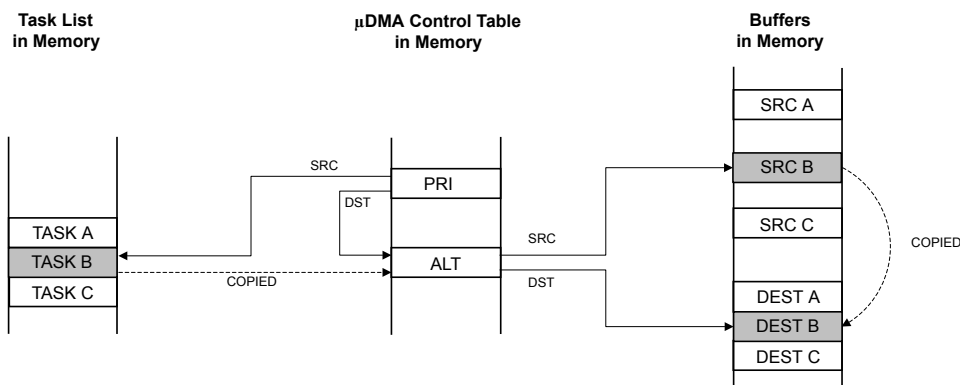 Task List
in Memory
µDMA Control Table
in Memory
Buffers
in Memory
SRC A
SRC
PRI
SRC B
DST
TASK A
SRC C
SRC
COPIED
TASK B
ALT
COPIED
DST
TASK C
DEST A
DEST B
DEST C